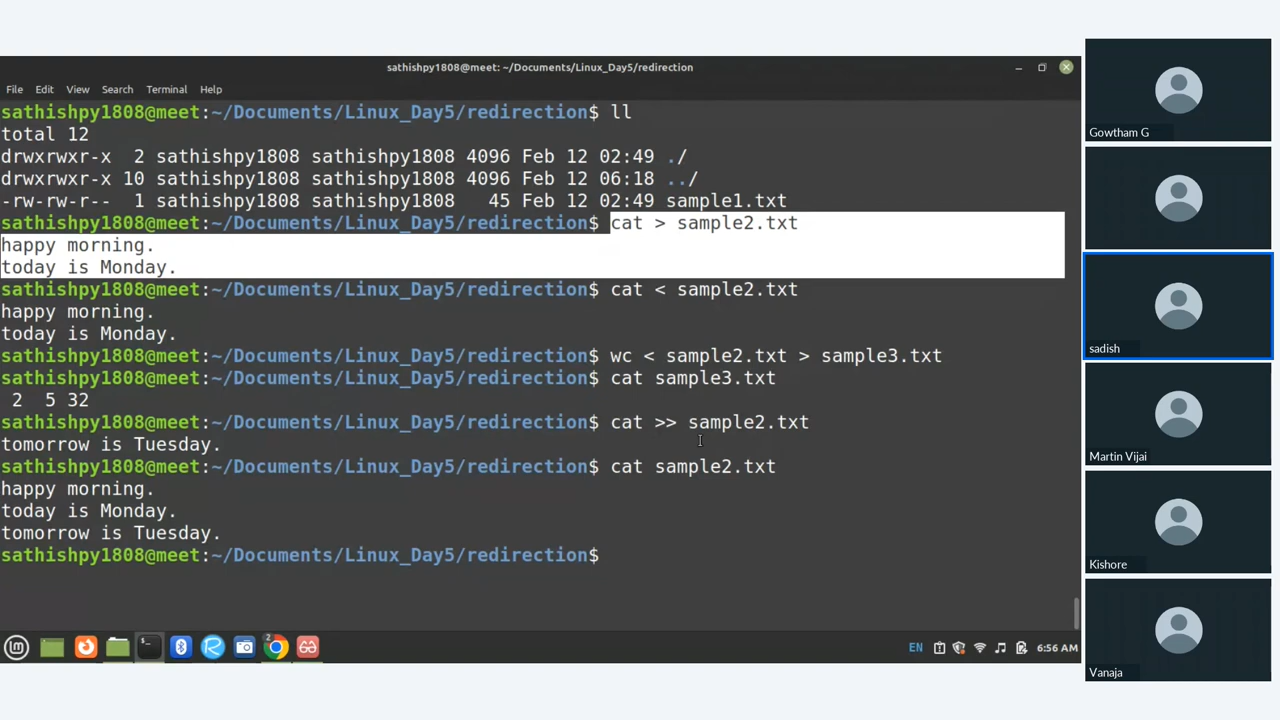 sathishpy1808@meet: ~/Documents/Linux_Day5/redirection
File Edit View Search Terminal Help
sathishpy1808@meet:~/Documents/Linux_Day5/redirection$ ll
total 12
drwxrwxr-x  2 sathishpy1808 sathishpy1808 4096 Feb 12 02:49 ./
drwxrwxr-x 10 sathishpy1808 sathishpy1808 4096 Feb 12 06:18 ../
-rw-rw-r--  1 sathishpy1808 sathishpy1808   45 Feb 12 02:49 sample1.txt
sathishpy1808@meet:~/Documents/Linux_Day5/redirection$ cat > sample2.txt
happy morning.
today is Monday.
sathishpy1808@meet:~/Documents/Linux_Day5/redirection$ cat < sample2.txt
happy morning.
today is Monday.
sathishpy1808@meet:~/Documents/Linux_Day5/redirection$ wc < sample2.txt > sample3.txt
sathishpy1808@meet:~/Documents/Linux_Day5/redirection$ cat sample3.txt
 2  5 32
sathishpy1808@meet:~/Documents/Linux_Day5/redirection$ cat >> sample2.txt
tomorrow is Tuesday.
sathishpy1808@meet:~/Documents/Linux_Day5/redirection$ cat sample2.txt
happy morning.
today is Monday.
tomorrow is Tuesday.
sathishpy1808@meet:~/Documents/Linux_Day5/redirection$
2
EN 6:56 AM
Gowtham G
sadish
Martin Vijai
Kishore
Vanaja